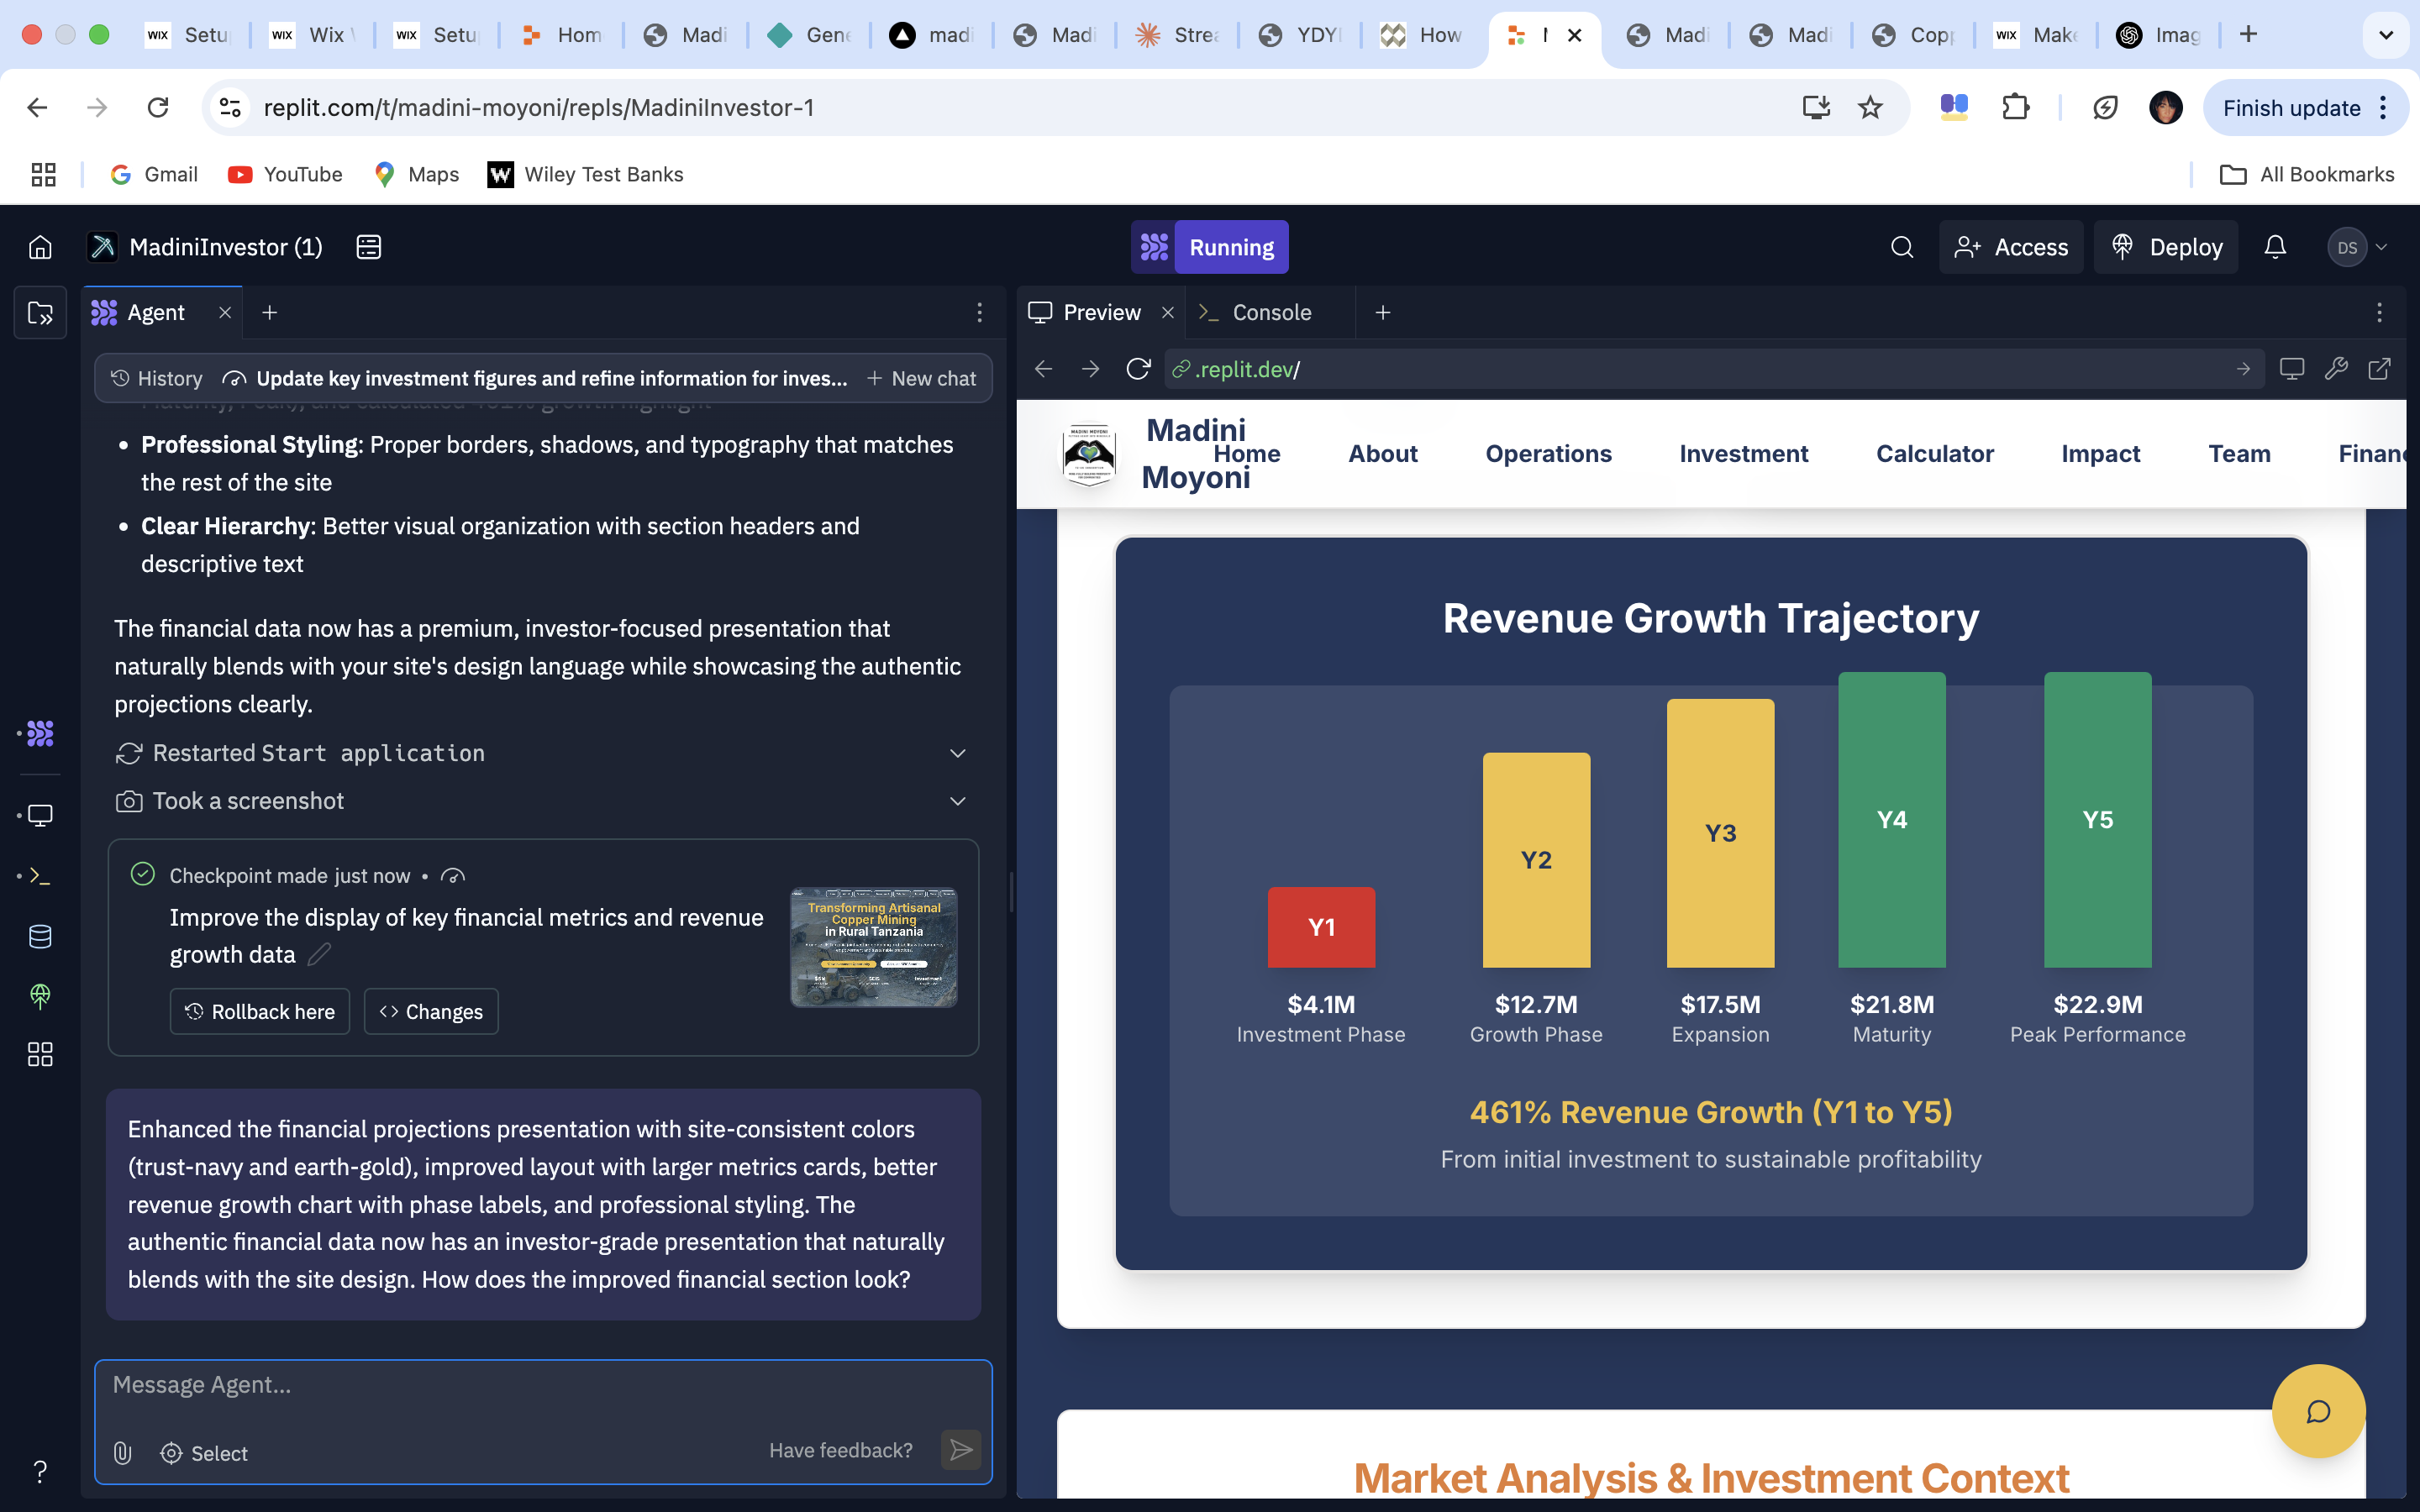 WIX Setu
WIX Wix
WIX Setu
Hom
Madi
Gene
madi
Madi
Strea
YDYI
How
Madi
Madi
Copp
WIX Make
Imag
replit.com/t/madini-moyoni/repls/MadiniInvestor-1
Finish update
Gmail
YouTube
Maps
W Wiley Test Banks
All Bookmarks
MadiniInvestor (1)
Running
Access
Deploy
DS
Agent
History
Update key investment figures and refine information for inves...
New chat
• Professional Styling: Proper borders, shadows, and typography that matches
the rest of the site
• Clear Hierarchy: Better visual organization with section headers and
descriptive text
The financial data now has a premium, investor-focused presentation that
naturally blends with your site's design language while showcasing the authentic
projections clearly.
Restarted Start application
Took a screenshot
Checkpoint made just now •
Improve the display of key financial metrics and revenue
growth data
Transforming Artisanal
Copper Mining
in Rural Tanzania
Rollback here
Changes
Enhanced the financial projections presentation with site-consistent colors
(trust-navy and earth-gold), improved layout with larger metrics cards, better
revenue growth chart with phase labels, and professional styling. The
authentic financial data now has an investor-grade presentation that naturally
blends with the site design. How does the improved financial section look?
Message Agent...
Select
Have feedback?
?
Preview
Console
.replit.dev/
Madini
Moyoni
Home
About
Operations
Investment
Calculator
Impact
Team
Financ
Revenue Growth Trajectory
Y1
Y2
Y3
Y4
Y5
$4.1M
$12.7M
$17.5M
$21.8M
$22.9M
Investment Phase
Growth Phase
Expansion
Maturity
Peak Performance
461% Revenue Growth (Y1 to Y5)
From initial investment to sustainable profitability
Market Analysis & Investment Context